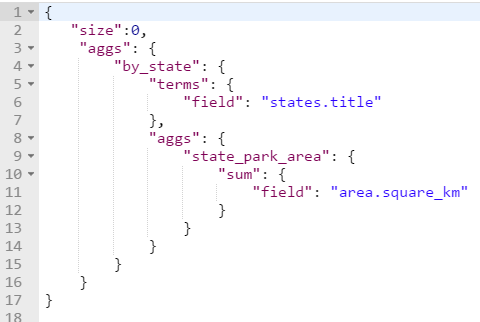 1 {
2 "size":0,
3 "aggs": {
4 "by_state": {
5 "terms": {
6 "field": "states.title"
7 },
8 "aggs": {
9 "state_park_area": {
10 "sum": {
11 "field": "area.square_km"
12 }
13 }
14 }
15 }
16 }
17 }
18